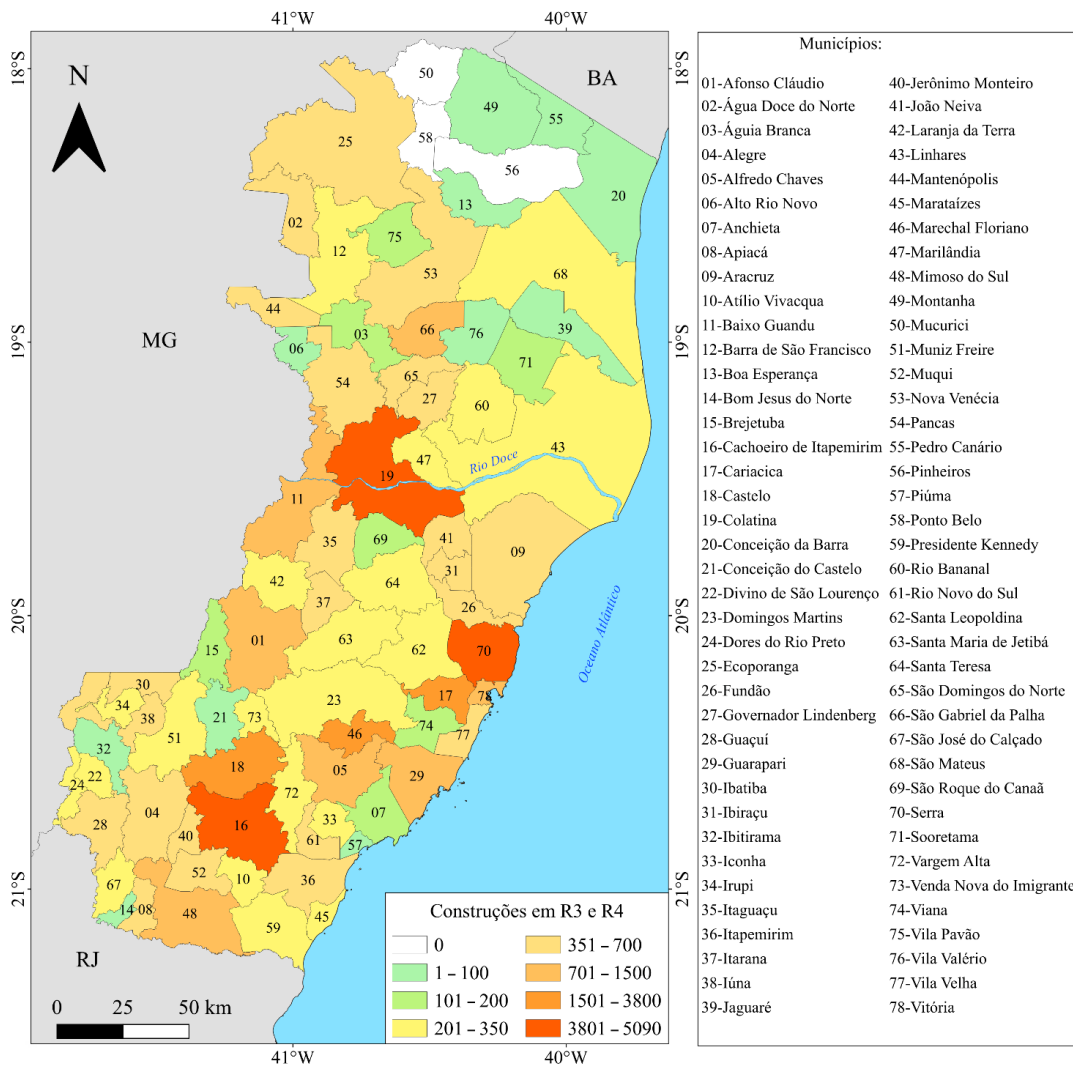 41°W
40°W
18°S
18°S
N
BA
50
49
55
58
25
56
20
13
02
75
12
68
53
44
MG
66
76
39
03
19°S
19°S
06
71
65
54
27
60
43
47
Rio Doce
19
11
41
09
35
69
31
64
42
37
26
20°S
20°S
01
63
62
15
70
Oceano Atlântico
30
23
17
78
34
38
21
73
74
51
46
77
32
18
05
29
22
24
72
07
04
33
16
28
40
61
57
52
10
36
21°S
21°S
67
14
08
48
45
59
RJ
0
25
50 km
Construções em R3 e R4
0
1 – 100
101 – 200
201 – 350
351 – 700
701 – 1500
1501 – 3800
3801 – 5090
41°W
40°W
Municípios:
01-Afonso Cláudio
02-Água Doce do Norte
03-Águia Branca
04-Alegre
05-Alfredo Chaves
06-Alto Rio Novo
07-Anchieta
08-Apiacá
09-Aracruz
10-Atílio Vivacqua
11-Baixo Guandu
12-Barra de São Francisco
13-Boa Esperança
14-Bom Jesus do Norte
15-Brejetuba
16-Cachoeiro de Itapemirim
17-Cariacica
18-Castelo
19-Colatina
20-Conceição da Barra
21-Conceição do Castelo
22-Divino de São Lourenço
23-Domingos Martins
24-Dores do Rio Preto
25-Ecoporanga
26-Fundão
27-Governador Lindenberg
28-Guaçuí
29-Guarapari
30-Ibatiba
31-Ibiraçu
32-Ibitirama
33-Iconha
34-Irupi
35-Itaguaçu
36-Itapemirim
37-Itarana
38-Iúna
39-Jaguaré
40-Jerônimo Monteiro
41-João Neiva
42-Laranja da Terra
43-Linhares
44-Mantenópolis
45-Marataízes
46-Marechal Floriano
47-Marilândia
48-Mimoso do Sul
49-Montanha
50-Mucurici
51-Muniz Freire
52-Muqui
53-Nova Venécia
54-Pancas
55-Pedro Canário
56-Pinheiros
57-Piúma
58-Ponto Belo
59-Presidente Kennedy
60-Rio Bananal
61-Rio Novo do Sul
62-Santa Leopoldina
63-Santa Maria de Jetibá
64-Santa Teresa
65-São Domingos do Norte
66-São Gabriel da Palha
67-São José do Calçado
68-São Mateus
69-São Roque do Canaã
70-Serra
71-Sooretama
72-Vargem Alta
73-Venda Nova do Imigrante
74-Viana
75-Vila Pavão
76-Vila Valério
77-Vila Velha
78-Vitória